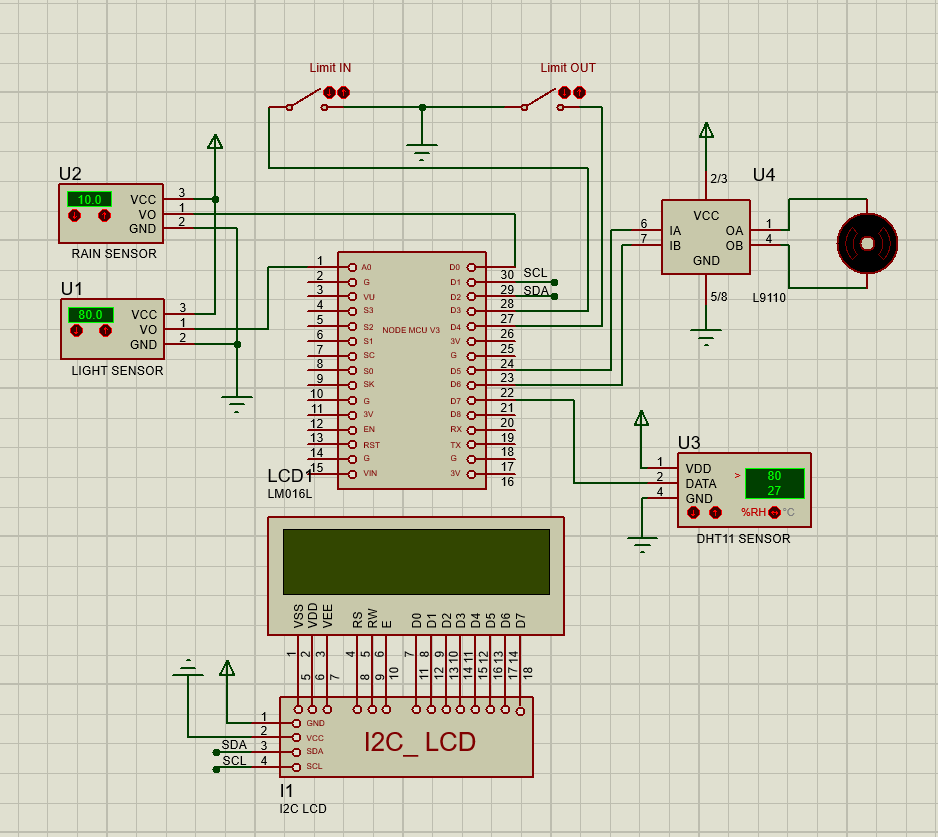 Limit IN
Limit OUT
U2
10.0
VCC 3
VO 1
GND 2
RAIN SENSOR
U1
80.0
VCC 3
VO 1
GND 2
LIGHT SENSOR
NODE MCU V3
1 A0
2 G
3 VU
4 S3
5 S2
6 S1
7 SC
8 S0
9 SK
10 G
11 3V
12 EN
13 RST
14 G
15 VIN
D0 30
D1 29 SCL
D2 28 SDA
D3 27
D4 26
3V 25
G 24
D5 23
D6 22
D7 21
D8 20
RX 19
TX 18
G 17
3V 16
U4
2/3
VCC
6 IA OA 1
7 IB OB 4
GND
5/8
L9110
U3
1 VDD
2 DATA
4 GND
>
80
27
%RH °C
DHT11 SENSOR
LCD1
LM016L
VSS VDD VEE RS RW E D0 D1 D2 D3 D4 D5 D6 D7
1 2 3 4 5 6 7 8 9 10 11 12 13 14
5 6 7 8 9 10 11 12 13 14 15 16 17 18
1 GND
2 VCC
SDA 3 SDA
SCL 4 SCL
I2C_ LCD
I1
I2C LCD